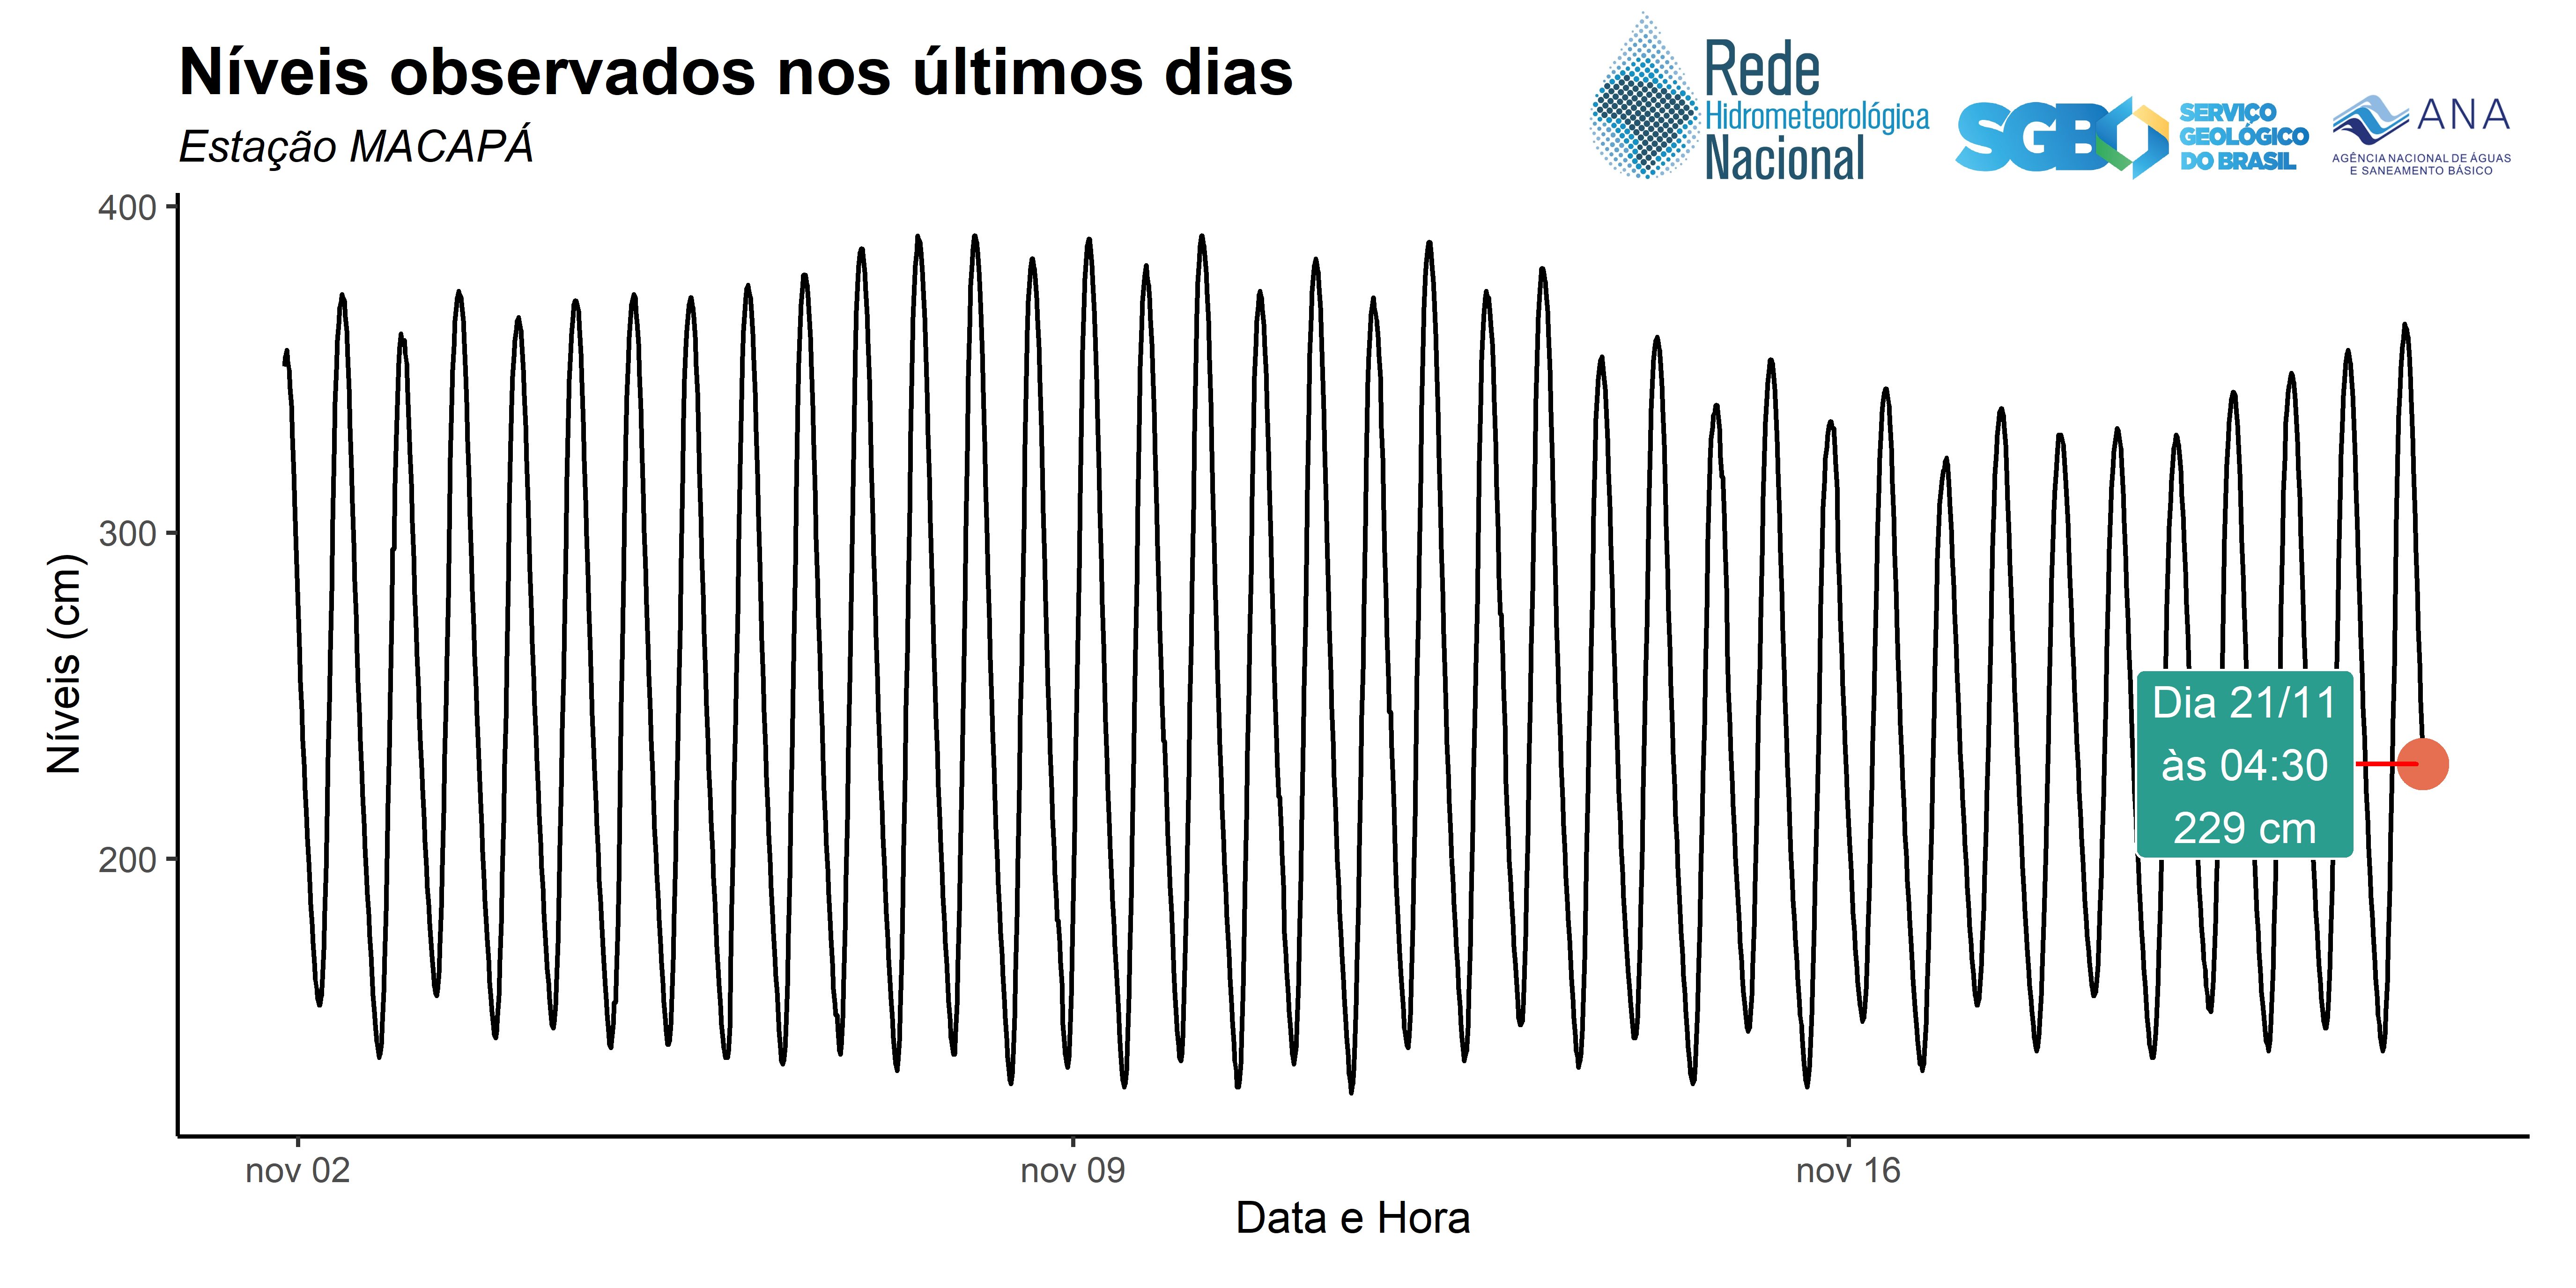 Níveis observados nos últimos dias
Estação MACAPÁ
Rede
Hidrometeorológica
Nacional
SGB
SERVIÇO
GEOLÓGICO
DO BRASIL
ANA
AGÊNCIA NACIONAL DE ÁGUAS
E SANEAMENTO BÁSICO
Níveis (cm)
400
300
200
Dia 21/11
às 04:30
229 cm
nov 02
nov 09
nov 16
Data e Hora